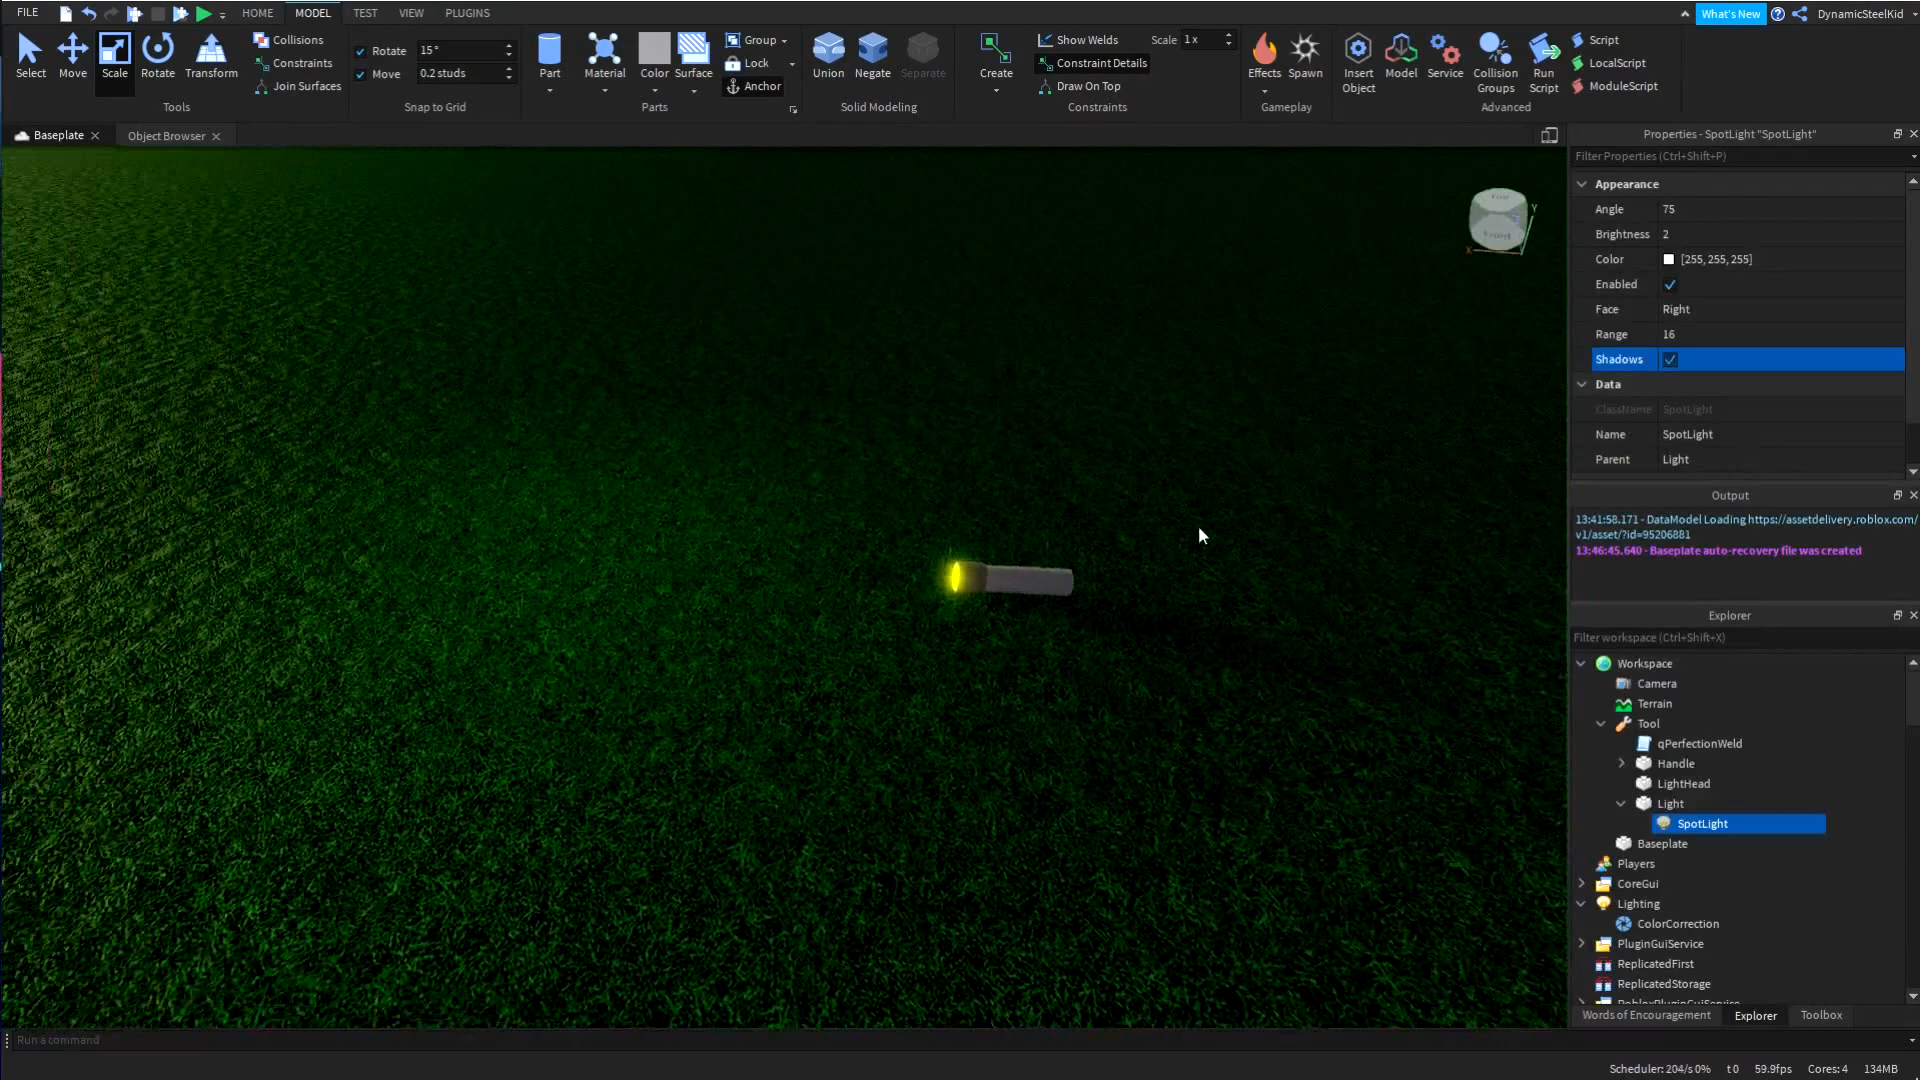 FILE HOME MODEL TEST VIEW PLUGINS What's New DynamicSteelKid
Select Move Scale Rotate Transform
Collisions
Constraints
Join Surfaces
Tools
Rotate 15°
Move 0.2 studs
Snap to Grid
Part Material Color Surface
Group
Lock
Anchor
Parts
Union Negate Separate
Solid Modeling
Create
Show Welds Scale 1 x
Constraint Details
Draw On Top
Constraints
Effects Spawn
Gameplay
Insert Object
Model
Service
Collision Groups
Run Script
Script
LocalScript
ModuleScript
Advanced
Baseplate Object Browser
Front
Y
X
Properties - SpotLight "SpotLight"
Filter Properties (Ctrl+Shift+P)
Appearance
Angle 75
Brightness 2
Color [255, 255, 255]
Enabled
Face Right
Range 16
Shadows
Data
ClassName SpotLight
Name SpotLight
Parent Light
Output
13:41:58.171 - DataModel Loading https://assetdelivery.roblox.com/
v1/asset/?id=95206881
13:46:45.640 - Baseplate auto-recovery file was created
Explorer
Filter workspace (Ctrl+Shift+X)
Workspace
Camera
Terrain
Tool
qPerfectionWeld
Handle
LightHead
Light
SpotLight
Baseplate
Players
CoreGui
Lighting
ColorCorrection
PluginGuiService
ReplicatedFirst
ReplicatedStorage
RobloxPluginGuiService
Words of Encouragement Explorer Toolbox
Run a command
Scheduler: 204/s 0% t 0 59.9fps Cores: 4 134MB